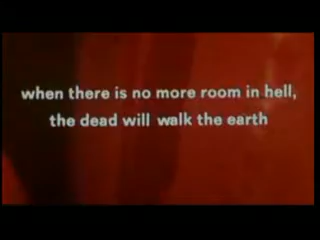 when there is no more room in hell,
the dead will walk the earth